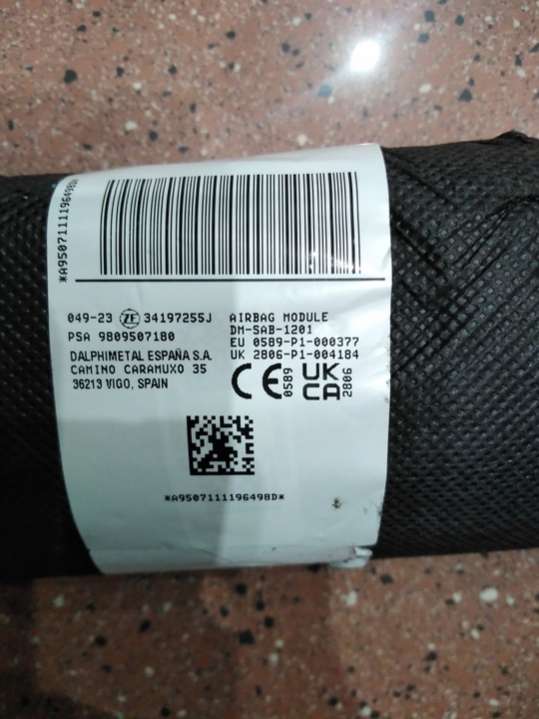 *A9507111196498D*
049-23 ZF 34197255J
PSA 9809507180
DALPHIMETAL ESPAÑA S.A.
CAMINO CARAMUXO 35
36213 VIGO, SPAIN
AIRBAG MODULE
DM-SAB-1201
EU 0589-P1-000377
UK 2806-P1-004184
CE 0589
UK
CA 2806
*A9507111196498D*